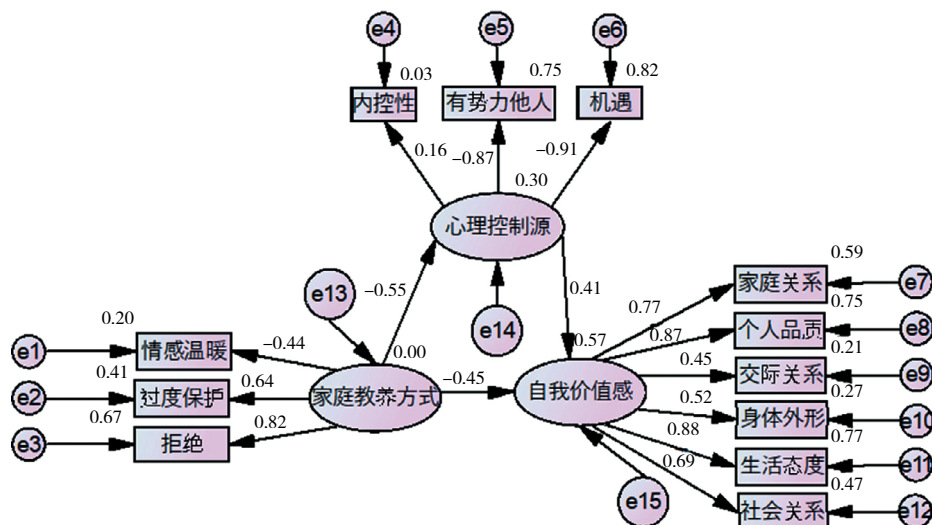 e4
e5
e6
0.03
0.75
0.82
内控性
有势力他人
机遇
0.16
−0.87
−0.91
0.30
心理控制源
e13
−0.55
e14
0.41
0.59
家庭关系
e7
0.77
0.75
0.87
个人品质
e8
0.20
0.21
e1
情感温暖
−0.44
0.00
0.57
0.45
交际关系
e9
0.41
0.27
e2
过度保护
0.64
家庭教养方式
−0.45
自我价值感
0.52
身体外形
e10
0.67
0.77
e3
拒绝
0.82
0.88
生活态度
e11
0.69
0.47
e15
社会关系
e12